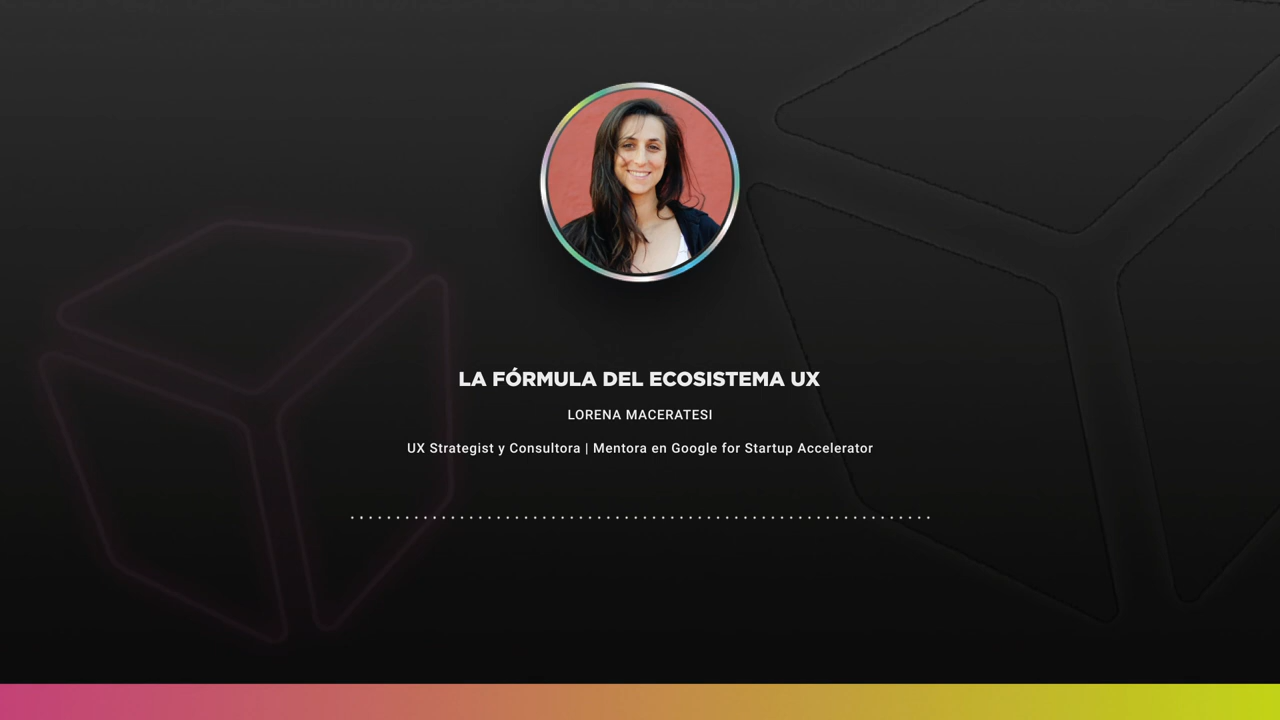 LA FÓRMULA DEL ECOSISTEMA UX
LORENA MACERATESI
UX Strategist y Consultora | Mentora en Google for Startup Accelerator